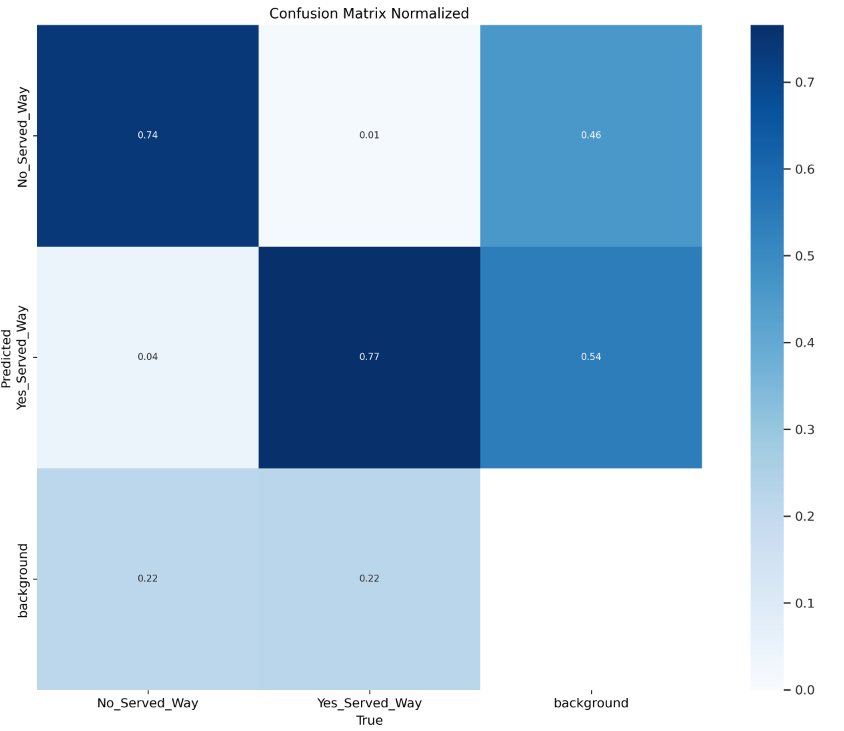 Confusion Matrix Normalized
No_Served_Way
0.74
0.01
0.46
Predicted
Yes_Served_Way
0.04
0.77
0.54
background
0.22
0.22
No_Served_Way
Yes_Served_Way
background
True
0.7
0.6
0.5
0.4
0.3
0.2
0.1
0.0